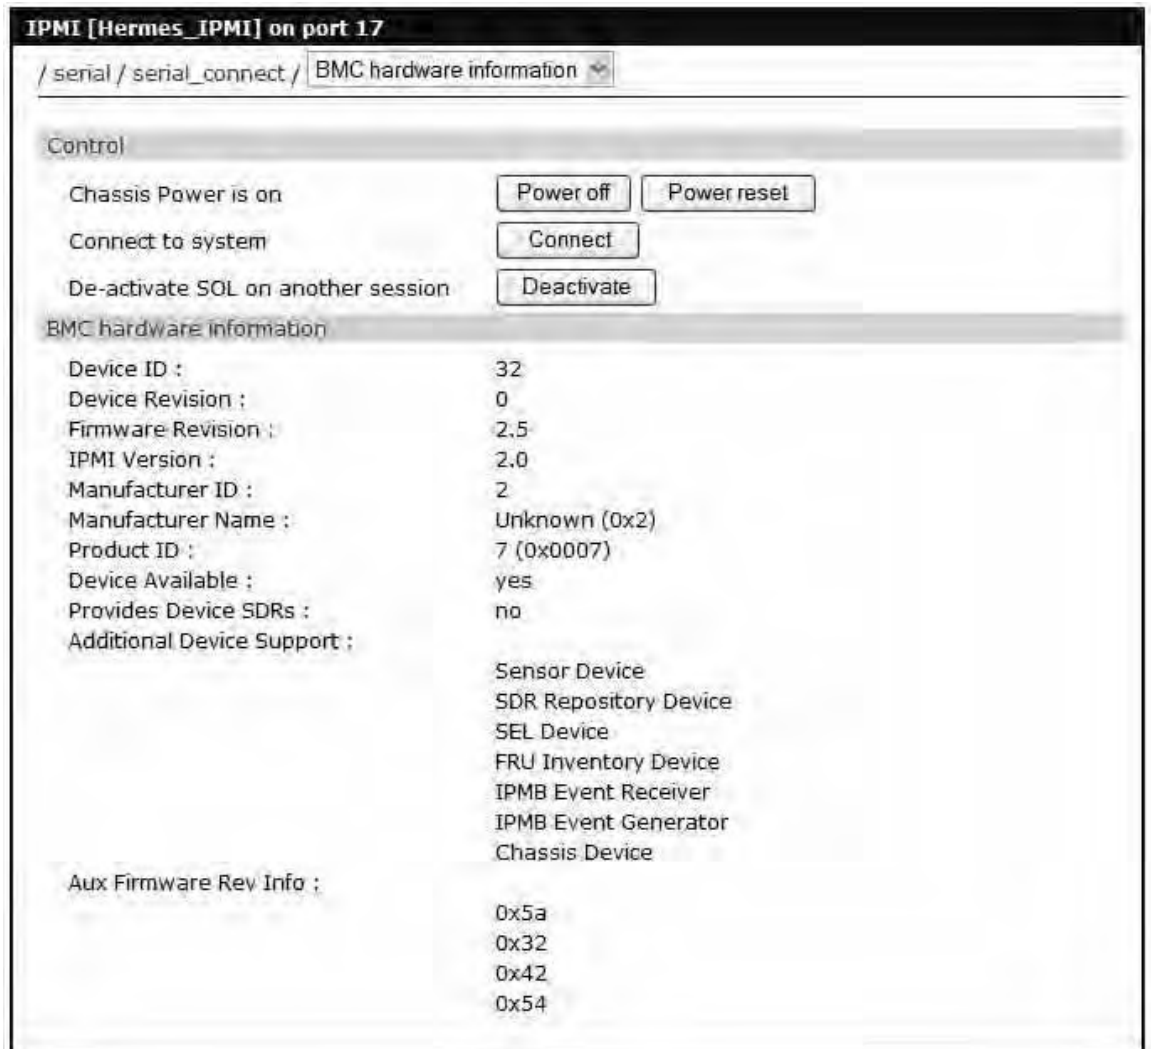 IPMI [Hermes_IPMI] on port 17
/ serial / serial_connect / BMC hardware information
Control
Chassis Power is on Power off Power reset
Connect to system Connect
De-activate SOL on another session Deactivate
BMC hardware information
Device ID : 32
Device Revision : 0
Firmware Revision : 2.5
IPMI Version : 2.0
Manufacturer ID : 2
Manufacturer Name : Unknown (0x2)
Product ID : 7 (0x0007)
Device Available : yes
Provides Device SDRs : no
Additional Device Support :
Sensor Device
SDR Repository Device
SEL Device
FRU Inventory Device
IPMB Event Receiver
IPMB Event Generator
Chassis Device
Aux Firmware Rev Info :
0x5a
0x32
0x42
0x54